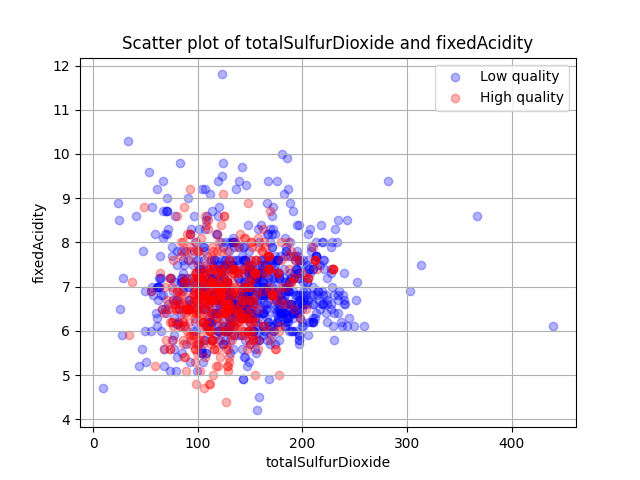 Scatter plot of totalSulfurDioxide and fixedAcidity
Low quality
High quality
12
11
10
9
8
7
6
5
4
fixedAcidity
0 100 200 300 400
totalSulfurDioxide